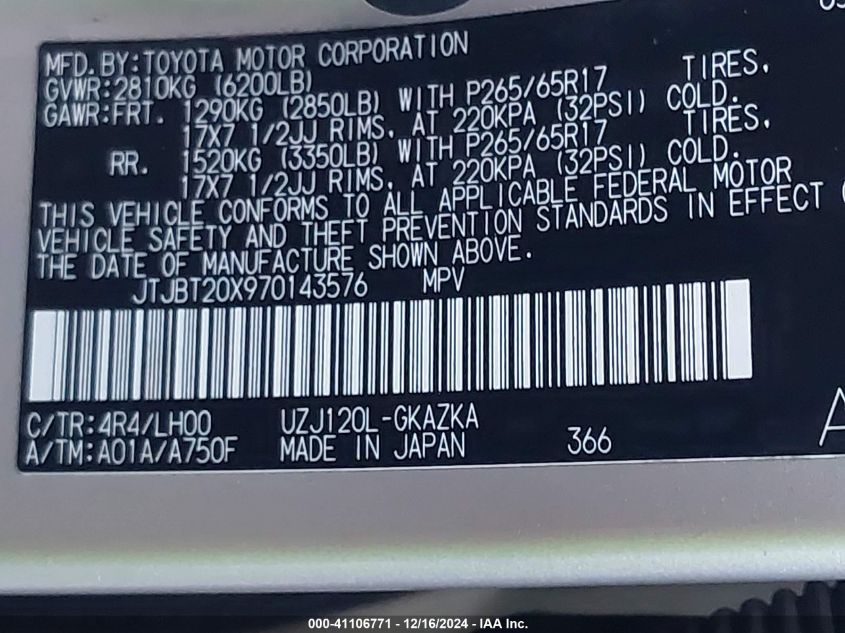 MFD. BY: TOYOTA MOTOR CORPORATION
GVWR: 2810KG (6200LB)
GAWR: FRT. 1290KG (2850LB) WITH P265/65R17 TIRES,
17X7 1/2JJ RIMS, AT 220KPA (32PSI) COLD.
RR. 1520KG (3350LB) WITH P265/65R17 TIRES,
17X7 1/2JJ RIMS, AT 220KPA (32PSI) COLD.
THIS VEHICLE CONFORMS TO ALL APPLICABLE FEDERAL MOTOR
VEHICLE SAFETY AND THEFT PREVENTION STANDARDS IN EFFECT
THE DATE OF MANUFACTURE SHOWN ABOVE.
JTJBT20X970143576 MPV
C/TR: 4R4/LH00 UZJ120L-GKAZKA
A/TM: A01A/A750F MADE IN JAPAN 366
000-41106771 - 12/16/2024 - IAA Inc.